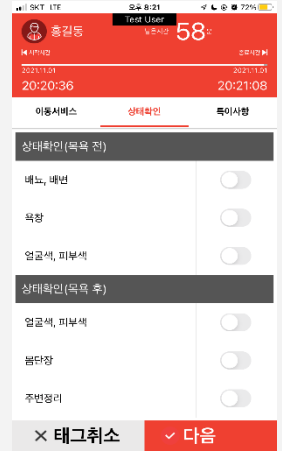 SKT LTE 오후 8:21 72%
Test User
홍길동 남은시간 58초
시작시간 종료시간
2021.11.01 2021.11.01
20:20:36 20:21:08
이동서비스 상태확인 특이사항
상태확인(목욕 전)
배뇨, 배변
욕창
얼굴색, 피부색
상태확인(목욕 후)
얼굴색, 피부색
몸단장
주변정리
× 태그취소 ✓ 다음